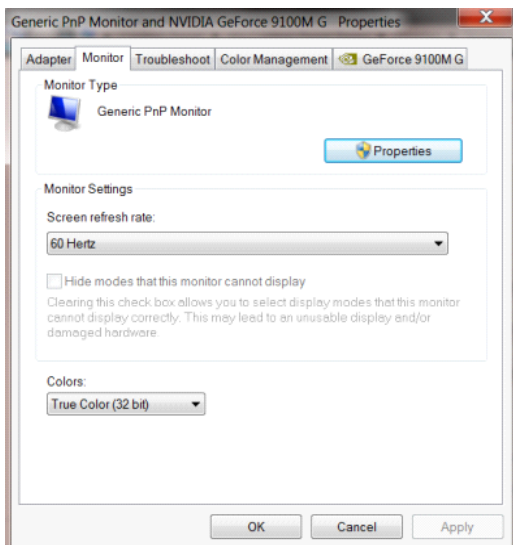 Generic PnP Monitor and NVIDIA GeForce 9100M G Properties
X
Adapter Monitor Troubleshoot Color Management GeForce 9100M G
Monitor Type
Generic PnP Monitor
Properties
Monitor Settings
Screen refresh rate:
60 Hertz
Hide modes that this monitor cannot display
Clearing this check box allows you to select display modes that this monitor
cannot display correctly. This may lead to an unusable display and/or
damaged hardware.
Colors:
True Color (32 bit)
OK Cancel Apply